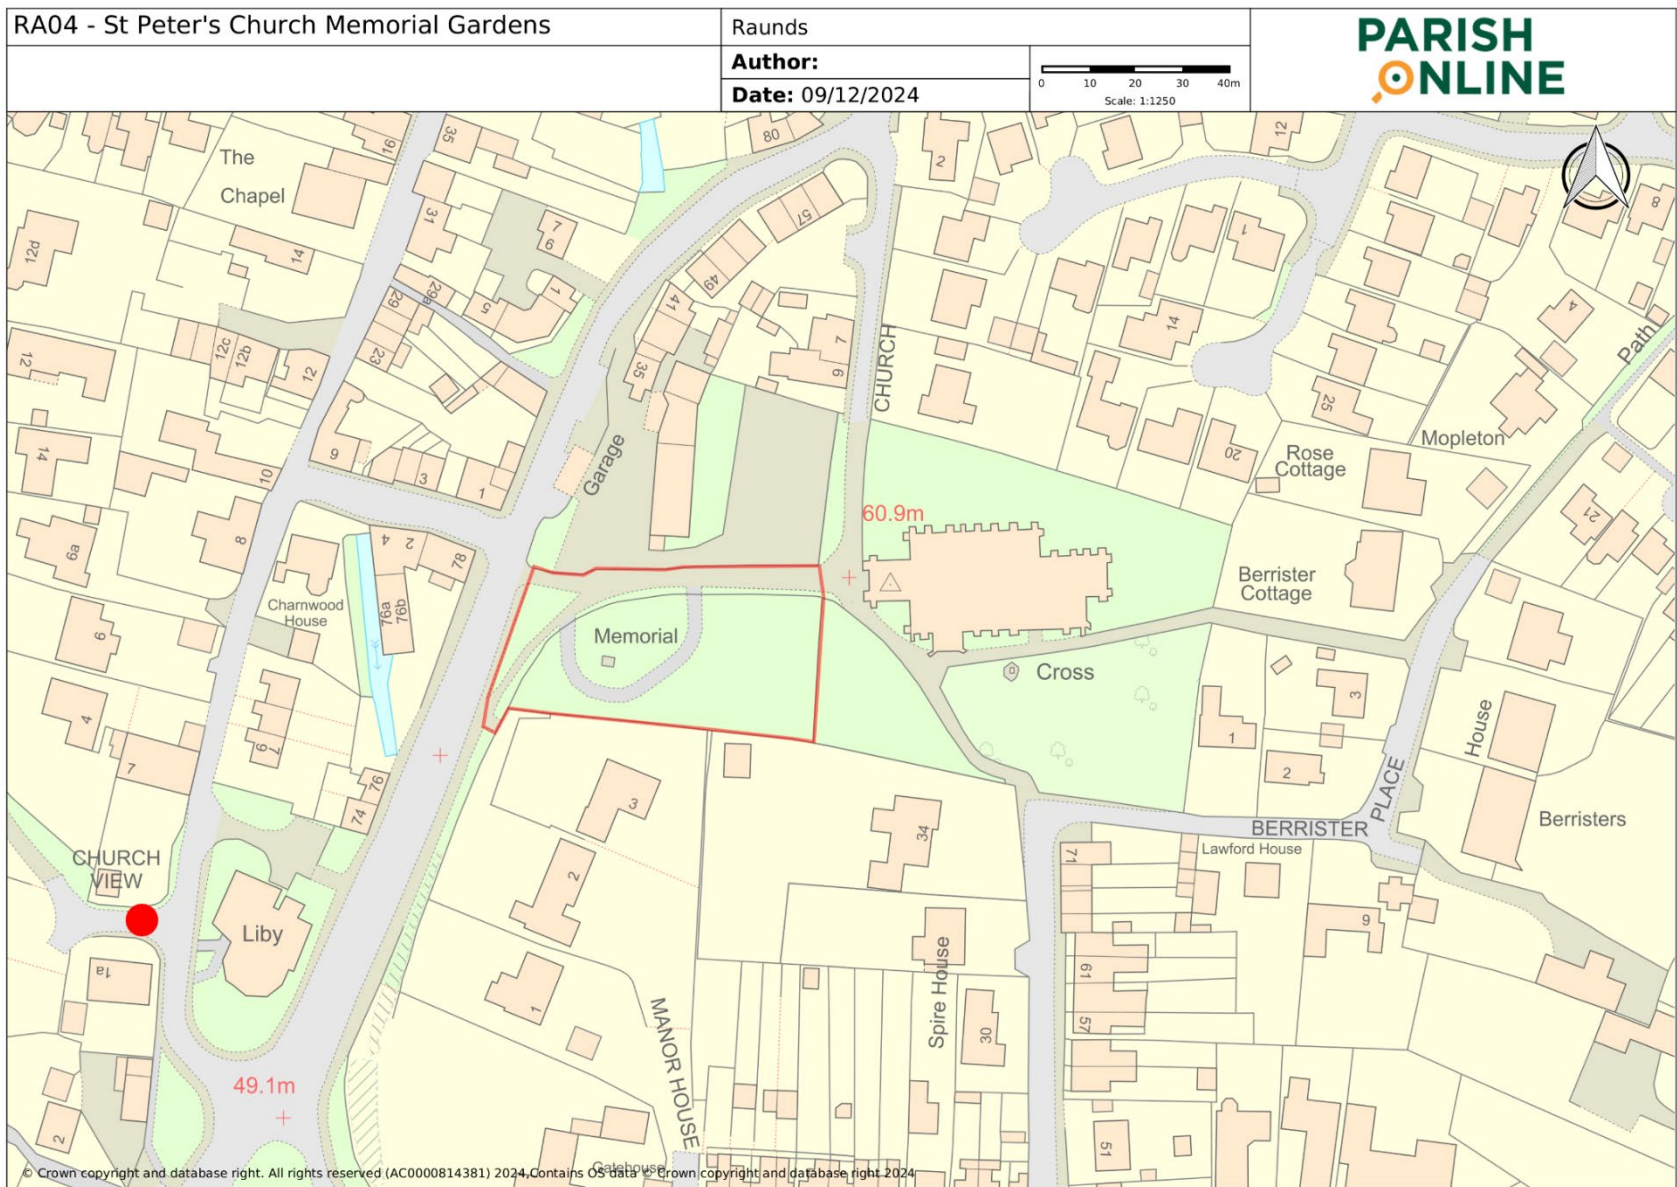 RA04 - St Peter's Church Memorial Gardens
Raunds
Author:
Date: 09/12/2024
0 10 20 30 40m
Scale: 1:1250
PARISH
ONLINE
The
Chapel
16
35
80
2
12
8
31
7
6
57
1
12d
14
49
29
29a
5
1
41
14
4
Path
12
12c
12b
12
23
35
7
6
CHURCH
25
14
10
6
3
1
Garage
20
Rose
Cottage
Mopleton
60.9m
21
6a
8
4
2
78
Charnwood
House
76a
76b
Berrister
Cottage
6
Memorial
Cross
3
4
7
6
7
1
House
2
76
74
3
34
PLACE
BERRISTER
Lawford House
Berristers
CHURCH
VIEW
2
71
Liby
9
1a
61
1
Spire House
57
30
MANOR HOUSE
49.1m
2
51
Gatehouse
© Crown copyright and database right. All rights reserved (AC0000814381) 2024,Contains OS data © Crown copyright and database right 2024